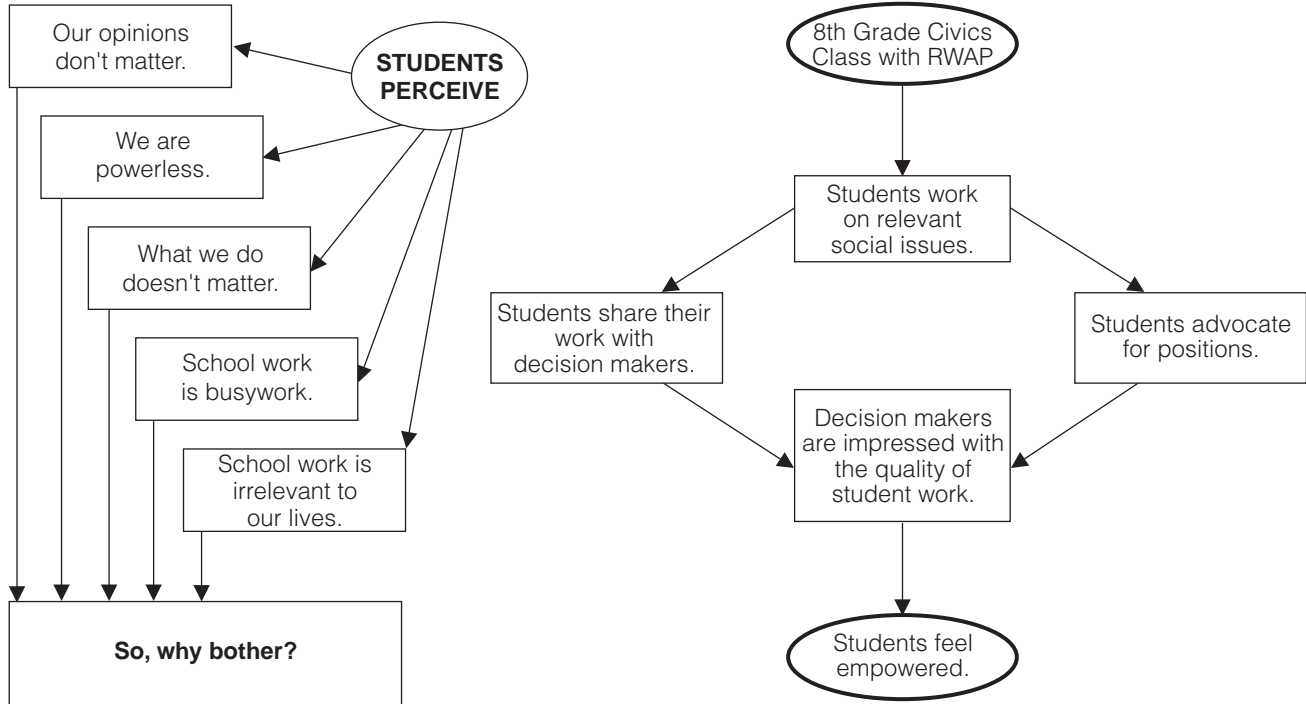 Our opinions
don't matter.
STUDENTS
PERCEIVE
We are
powerless.
What we do
doesn't matter.
School work
is busywork.
School work is
irrelevant to
our lives.
So, why bother?
8th Grade Civics
Class with RWAP
Students work
on relevant
social issues.
Students share their
work with
decision makers.
Students advocate
for positions.
Decision makers
are impressed with
the quality of
student work.
Students feel
empowered.